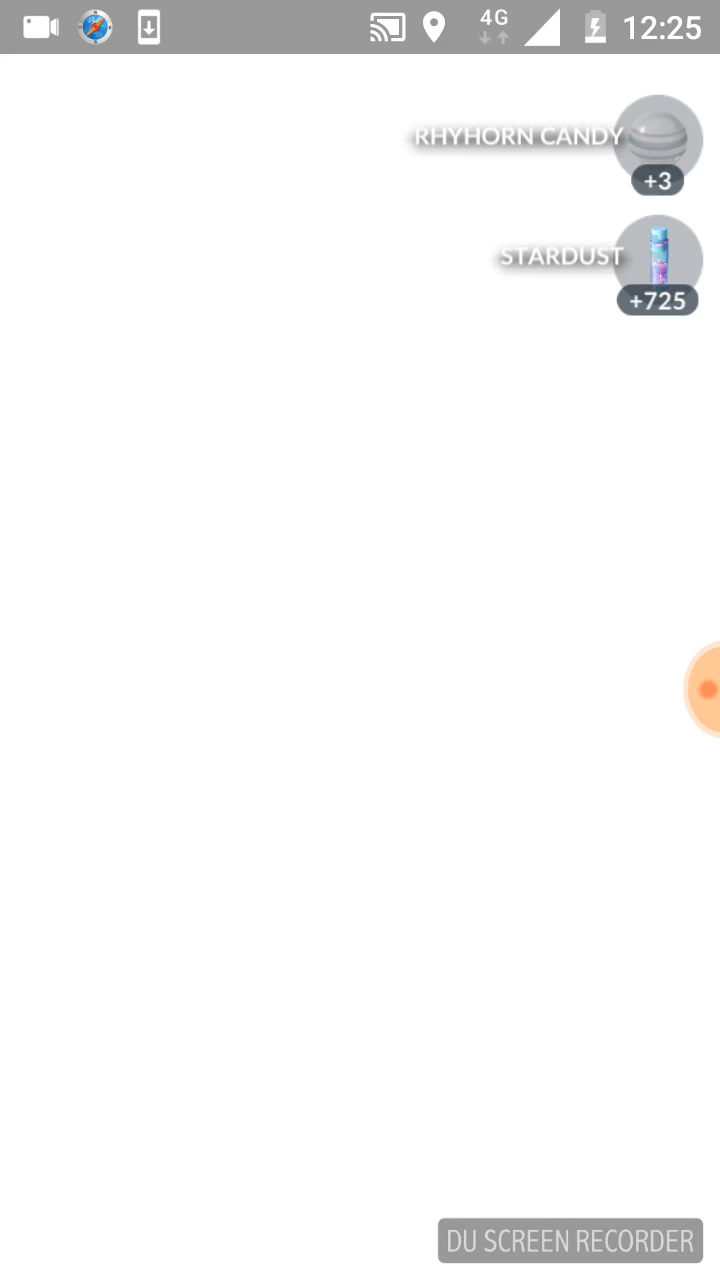 4G
12:25
RHYHORN CANDY
+3
STARDUST
+725
DU SCREEN RECORDER